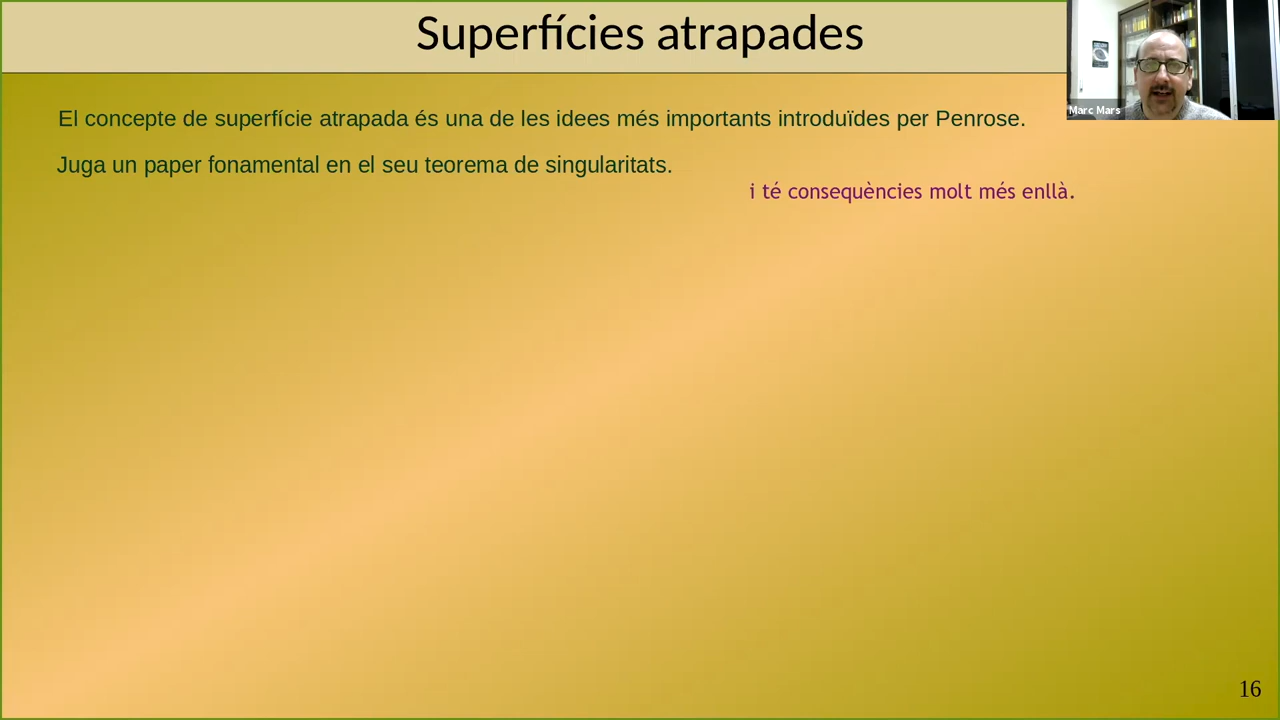 Superfícies atrapades
Marc Mars
El concepte de superfície atrapada és una de les idees més importants introduïdes per Penrose.
Juga un paper fonamental en el seu teorema de singularitats.
i té consequències molt més enllà.
16